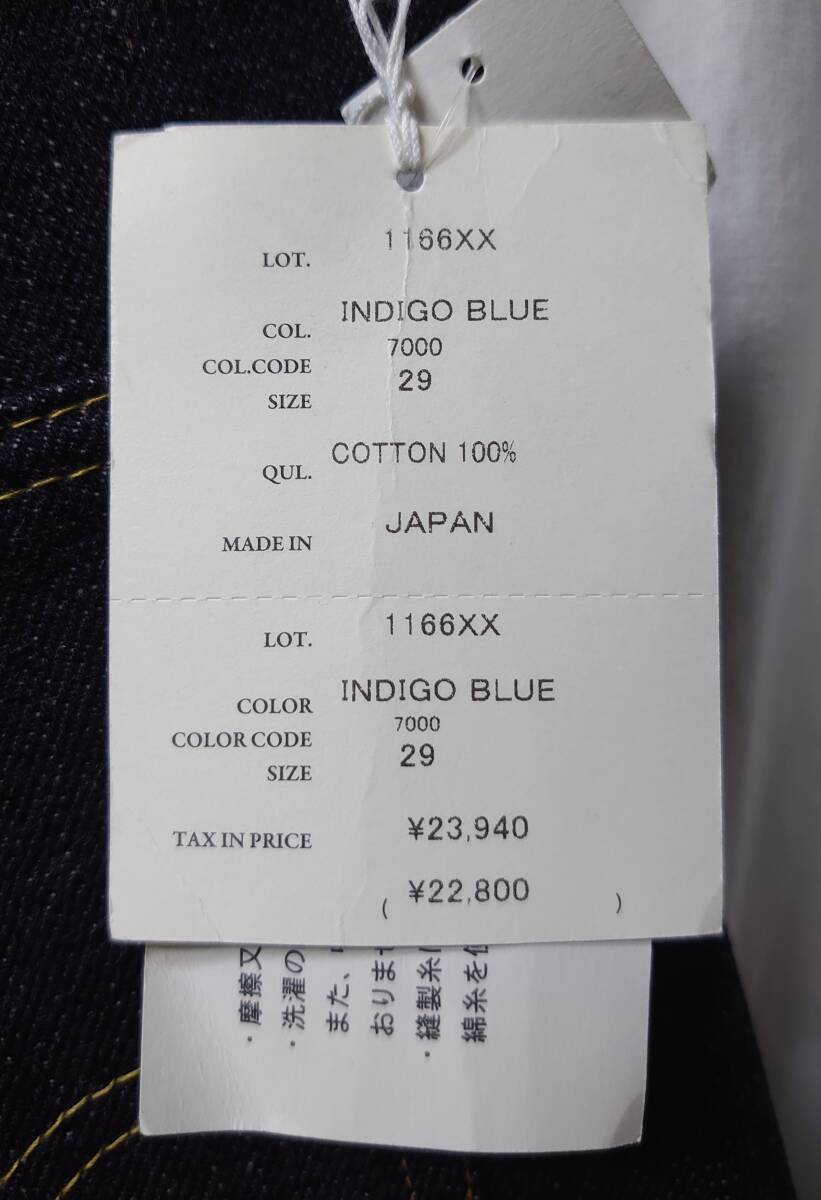 LOT. 1166XX
COL. INDIGO BLUE
COL.CODE 7000
SIZE 29
QUL. COTTON 100%
MADE IN JAPAN
LOT. 1166XX
COLOR INDIGO BLUE
COLOR CODE 7000
SIZE 29
TAX IN PRICE ¥23,940
( ¥22,800 )
・摩擦又
・洗濯の
また、
おりませ
・縫製糸
綿糸を